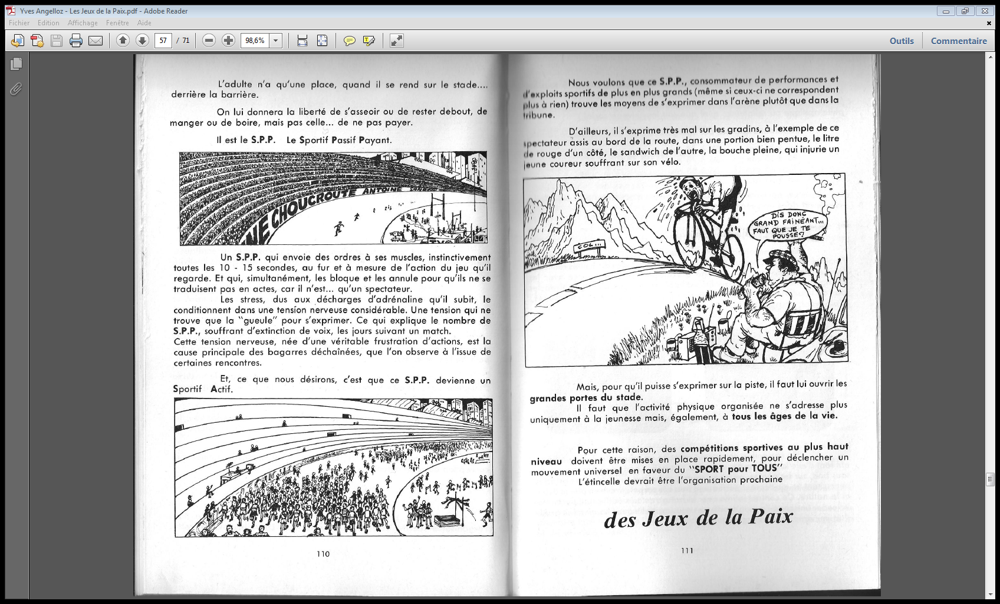 Yves Angelloz - Les Jeux de la Paix.pdf - Adobe Reader
Fichier Edition Affichage Fenêtre Aide
57 / 71 98,6%
Outils Commentaire
L'adulte n'a qu'une place, quand il se rend sur le stade....
derrière la barrière.
On lui donnera la liberté de s'asseoir ou de rester debout, de
manger ou de boire, mais pas celle... de ne pas payer.
Il est le S.P.P. Le Sportif Passif Payant.
NE CHOUCROUTE ANTOINE
Un S.P.P. qui envoie des ordres à ses muscles, instinctivement
toutes les 10 - 15 secondes, au fur et à mesure de l'action du jeu qu'il
regarde. Et qui, simultanément, les bloque et les annule pour qu'ils ne se
traduisent pas en actes, car il n'est... qu'un spectateur.
Les stress, dus aux décharges d'adrénaline qu'il subit, le
conditionnent dans une tension nerveuse considérable. Une tension qui ne
trouve que la "gueule" pour s'exprimer. Ce qui explique le nombre de
S.P.P., souffrant d'extinction de voix, les jours suivant un match.
Cette tension nerveuse, née d'une véritable frustration d'actions, est la
cause principale des bagarres déchaînées, que l'on observe à l'issue de
certaines rencontres.
Et, ce que nous désirons, c'est que ce S.P.P. devienne un
Sportif Actif.
110
Nous voulons que ce S.P.P., consommateur de performances et
d'exploits sportifs de plus en plus grands (même si ceux-ci ne correspondent
plus à rien) trouve les moyens de s'exprimer dans l'arène plutôt que dans la
tribune.
D'ailleurs, il s'exprime très mal sur les gradins, à l'exemple de ce
spectateur assis au bord de la route, dans une portion bien pentue, le litre
de rouge d'un côté, le sandwich de l'autre, la bouche pleine, qui injurie un
jeune coureur souffrant sur son vélo.
COL...
DIS DONC
GRAND FAINÉANT...
FAUT QUE JE TE
POUSSE?
Mais, pour qu'il puisse s'exprimer sur la piste, il faut lui ouvrir les
grandes portes du stade.
Il faut que l'activité physique organisée ne s'adresse plus
uniquement à la jeunesse mais, également, à tous les âges de la vie.
Pour cette raison, des compétitions sportives au plus haut
niveau doivent être mises en place rapidement, pour déclencher un
mouvement universel en faveur du "SPORT pour TOUS"
L'étincelle devrait être l'organisation prochaine
des Jeux de la Paix
111